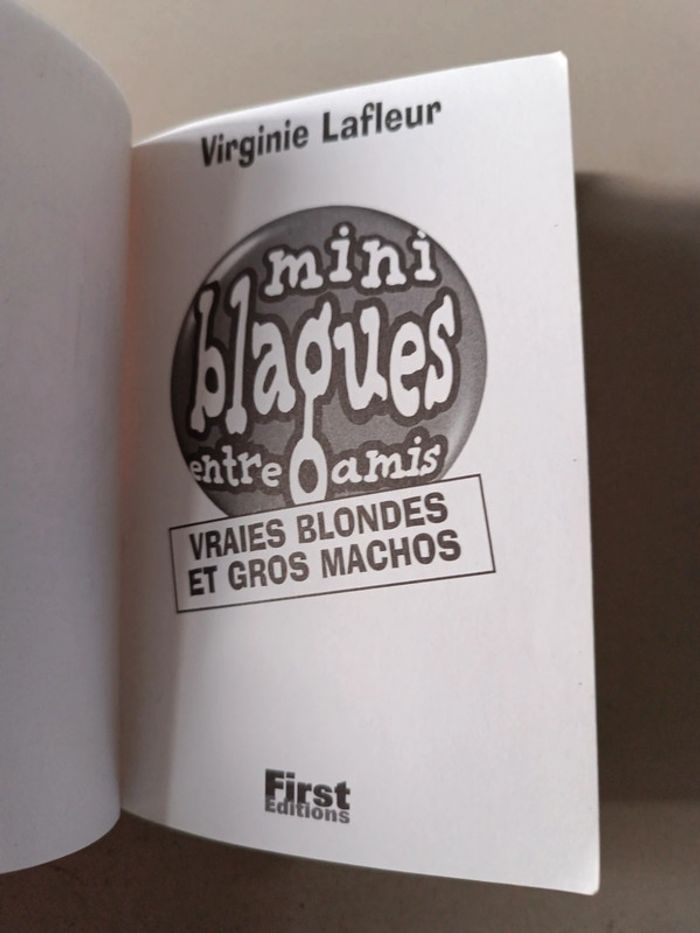 Virginie Lafleur
mini
blagues
entre amis
VRAIES BLONDES
ET GROS MACHOS
First
Editions